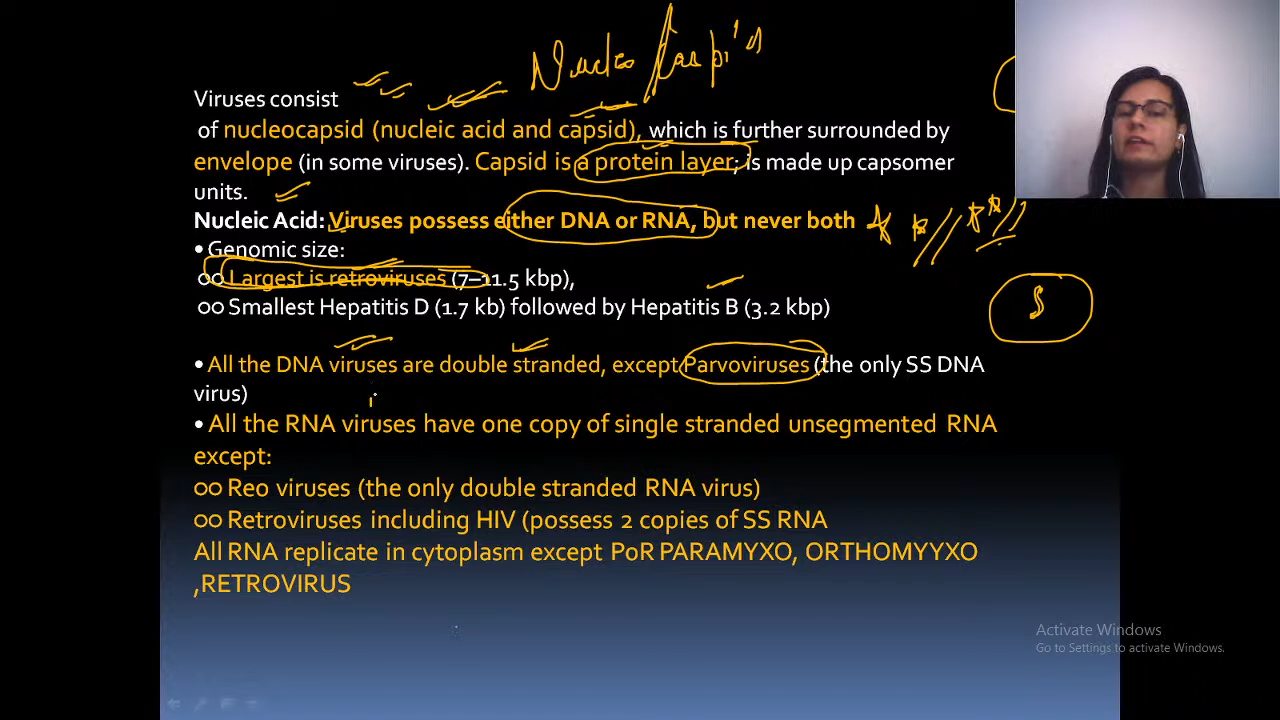 Nucleo Capsid
Viruses consist
of nucleocapsid (nucleic acid and capsid), which is further surrounded by
envelope (in some viruses). Capsid is a protein layer; is made up capsomer
units.
Nucleic Acid: Viruses possess either DNA or RNA, but never both
• Genomic size:
○○ Largest is retroviruses (7–11.5 kbp),
○○ Smallest Hepatitis D (1.7 kb) followed by Hepatitis B (3.2 kbp)
• All the DNA viruses are double stranded, except Parvoviruses (the only SS DNA
virus)
• All the RNA viruses have one copy of single stranded unsegmented RNA
except:
○○ Reo viruses (the only double stranded RNA virus)
○○ Retroviruses including HIV (possess 2 copies of SS RNA
All RNA replicate in cytoplasm except PoR PARAMYXO, ORTHOMYYXO
,RETROVIRUS
Activate Windows
Go to Settings to activate Windows.